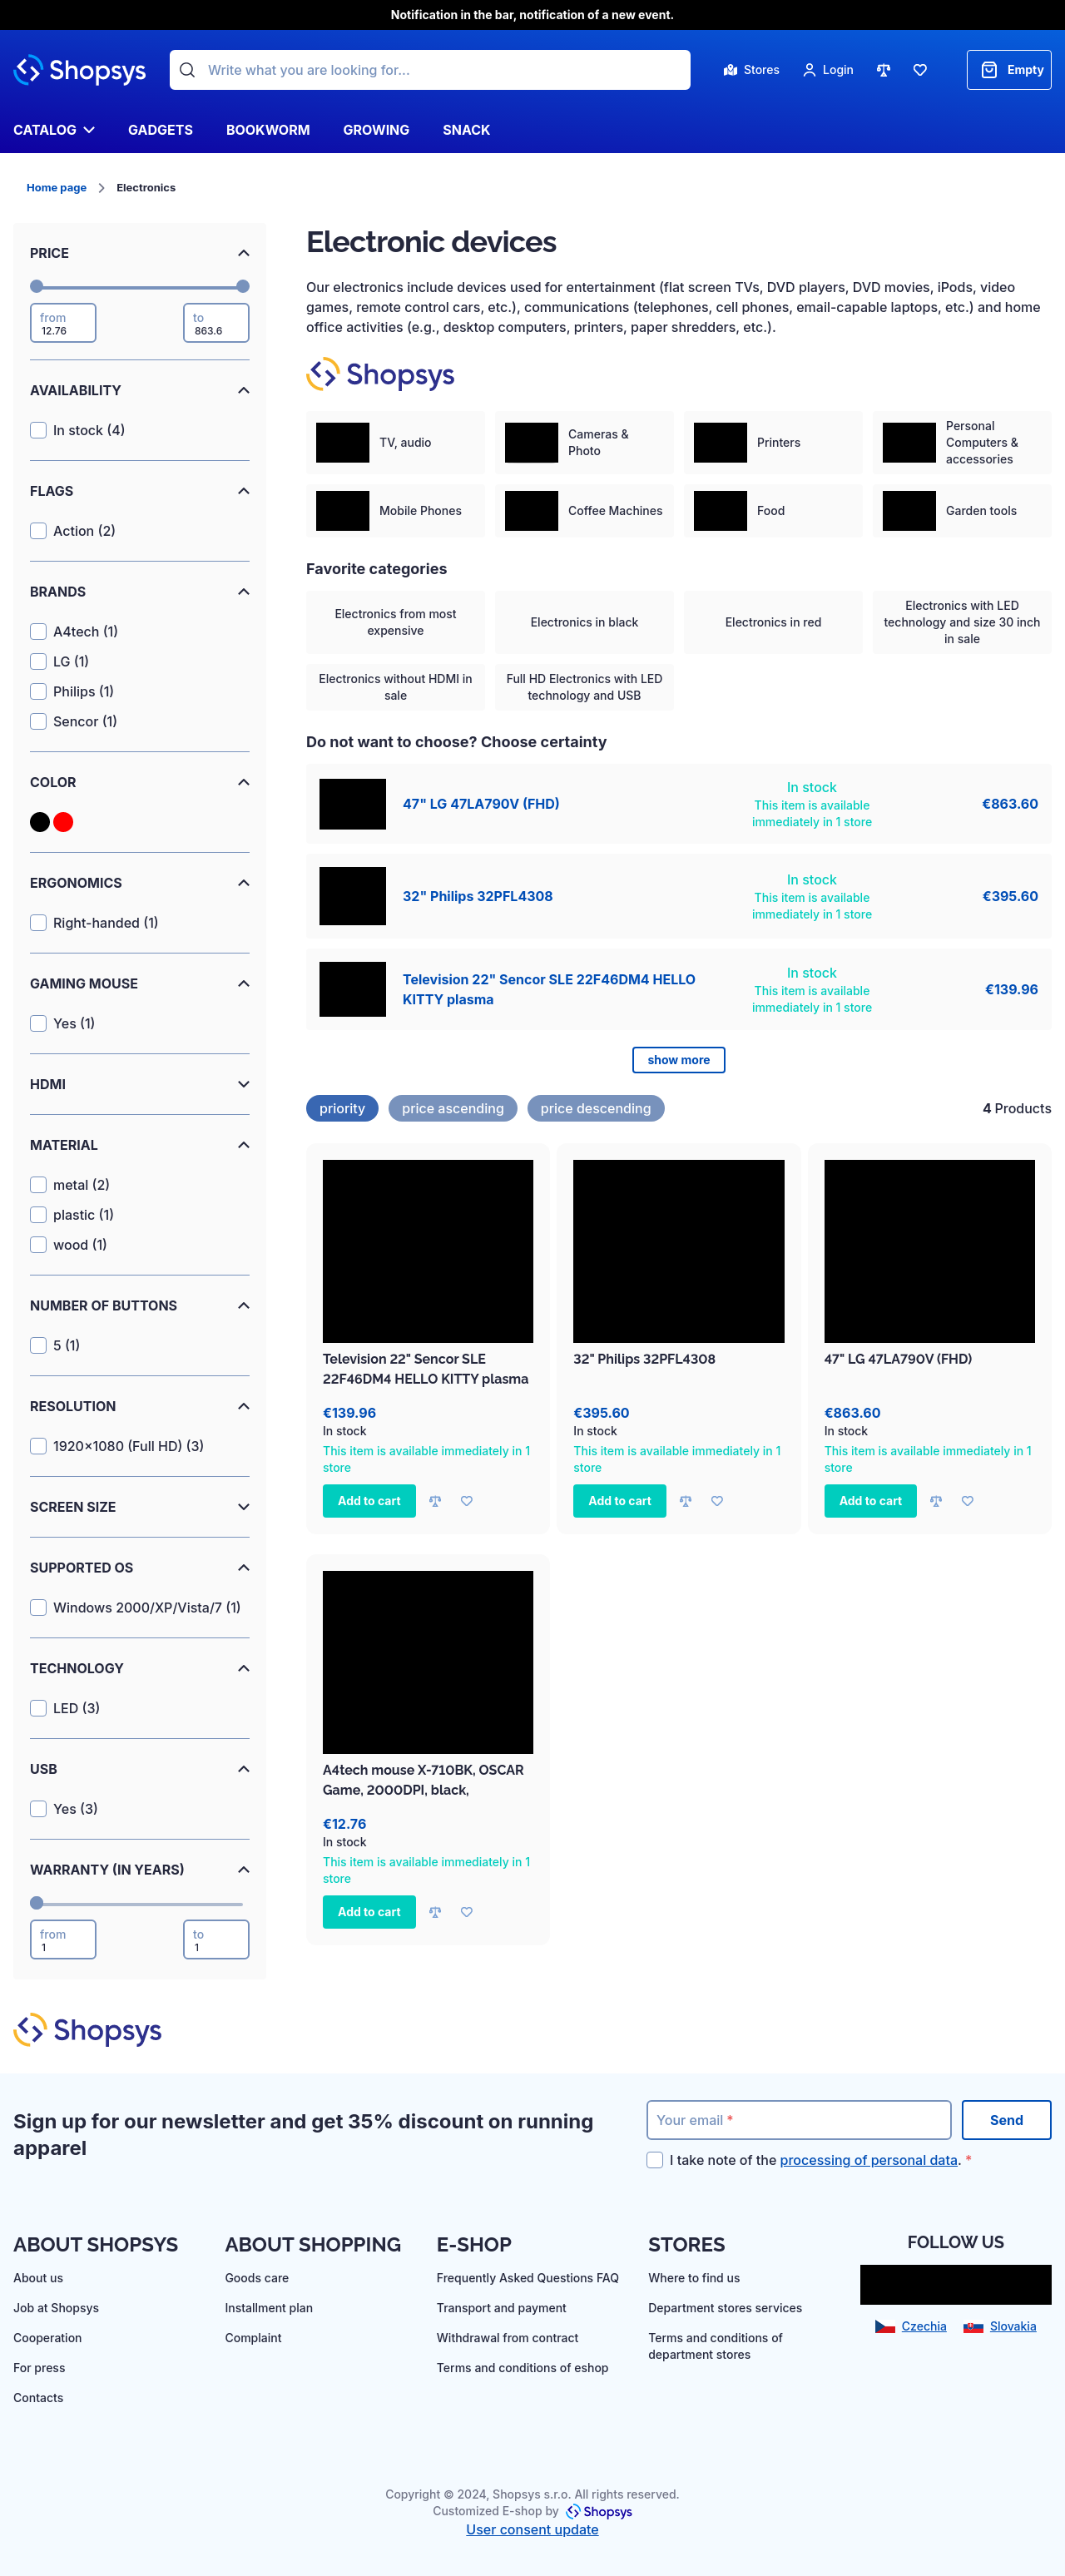 Notification in the bar, notification of a new event.
Shopsys
Write what you are looking for...
Stores
Login
Empty
CATALOG
GADGETS
BOOKWORM
GROWING
SNACK
Home page
Electronics
PRICE
from
12.76
to
863.6
AVAILABILITY
In stock (4)
FLAGS
Action (2)
BRANDS
A4tech (1)
LG (1)
Philips (1)
Sencor (1)
COLOR
ERGONOMICS
Right-handed (1)
GAMING MOUSE
Yes (1)
HDMI
MATERIAL
metal (2)
plastic (1)
wood (1)
NUMBER OF BUTTONS
5 (1)
RESOLUTION
1920×1080 (Full HD) (3)
SCREEN SIZE
SUPPORTED OS
Windows 2000/XP/Vista/7 (1)
TECHNOLOGY
LED (3)
USB
Yes (3)
WARRANTY (IN YEARS)
from
1
to
1
Electronic devices
Our electronics include devices used for entertainment (flat screen TVs, DVD players, DVD movies, iPods, video
games, remote control cars, etc.), communications (telephones, cell phones, email-capable laptops, etc.) and home
office activities (e.g., desktop computers, printers, paper shredders, etc.).
Shopsys
TV, audio
Cameras &
Photo
Printers
Personal
Computers &
accessories
Mobile Phones
Coffee Machines
Food
Garden tools
Favorite categories
Electronics from most
expensive
Electronics in black
Electronics in red
Electronics with LED
technology and size 30 inch
in sale
Electronics without HDMI in
sale
Full HD Electronics with LED
technology and USB
Do not want to choose? Choose certainty
47" LG 47LA790V (FHD)
In stock
This item is available
immediately in 1 store
€863.60
32" Philips 32PFL4308
In stock
This item is available
immediately in 1 store
€395.60
Television 22" Sencor SLE 22F46DM4 HELLO
KITTY plasma
In stock
This item is available
immediately in 1 store
€139.96
show more
priority
price ascending
price descending
4 Products
Television 22" Sencor SLE
22F46DM4 HELLO KITTY plasma
€139.96
In stock
This item is available immediately in 1
store
Add to cart
32" Philips 32PFL4308
€395.60
In stock
This item is available immediately in 1
store
Add to cart
47" LG 47LA790V (FHD)
€863.60
In stock
This item is available immediately in 1
store
Add to cart
A4tech mouse X-710BK, OSCAR
Game, 2000DPI, black,
€12.76
In stock
This item is available immediately in 1
store
Add to cart
Shopsys
Sign up for our newsletter and get 35% discount on running
apparel
Your email *
Send
I take note of the processing of personal data. *
ABOUT SHOPSYS
About us
Job at Shopsys
Cooperation
For press
Contacts
ABOUT SHOPPING
Goods care
Installment plan
Complaint
E-SHOP
Frequently Asked Questions FAQ
Transport and payment
Withdrawal from contract
Terms and conditions of eshop
STORES
Where to find us
Department stores services
Terms and conditions of
department stores
FOLLOW US
Czechia
Slovakia
Copyright © 2024, Shopsys s.r.o. All rights reserved.
Customized E-shop by Shopsys
User consent update